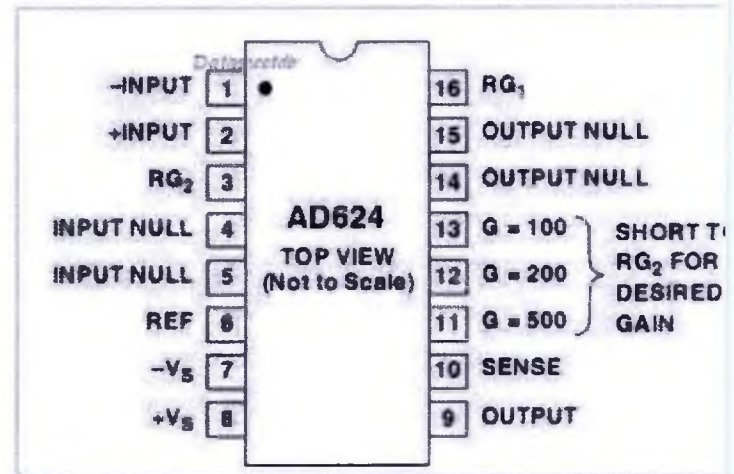 -INPUT 1
+INPUT 2
RG2 3
INPUT NULL 4
INPUT NULL 5
REF 6
-VS 7
+VS 8
AD624
TOP VIEW
(Not to Scale)
16 RG1
15 OUTPUT NULL
14 OUTPUT NULL
13 G = 100
12 G = 200
11 G = 500
10 SENSE
9 OUTPUT
SHORT
RG2 FOR
DESIRED
GAIN